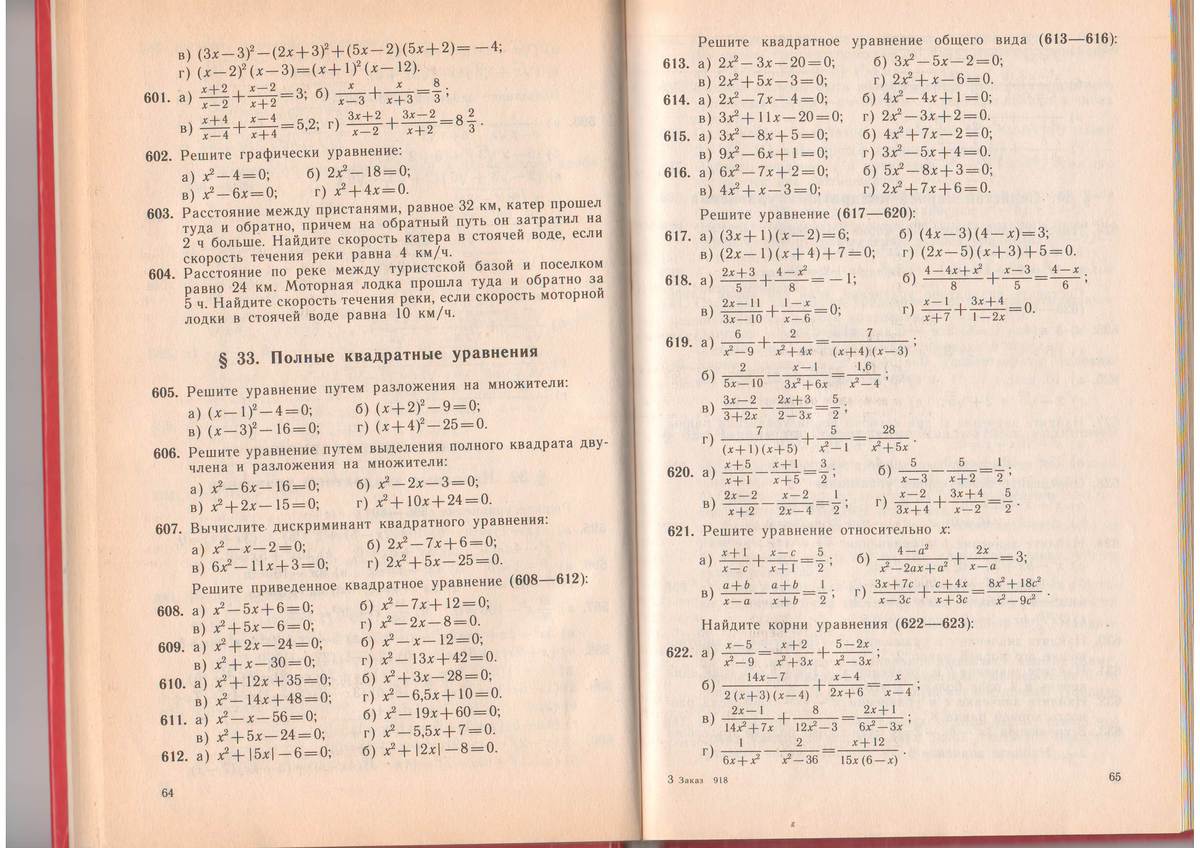 в) (3x—3)²—(2x+3)²+(5x—2)(5x+2)= —4;
г) (x—2)²(x—3)=(x+1)²(x—12).
601. а) (x+2)/(x—2)+(x—2)/(x+2)=3; б) x/(x—3)+x/(x+3)=8/3;
в) (x+4)/(x—4)+(x—4)/(x+4)=5,2; г) (3x+2)/(x—2)+(3x—2)/(x+2)=8 2/3.
602. Решите графически уравнение:
а) x²—4=0; б) 2x²—18=0;
в) x²—6x=0; г) x²+4x=0.
603. Расстояние между пристанями, равное 32 км, катер прошел
туда и обратно, причем на обратный путь он затратил на
2 ч больше. Найдите скорость катера в стоячей воде, если
скорость течения реки равна 4 км/ч.
604. Расстояние по реке между туристской базой и поселком
равно 24 км. Моторная лодка прошла туда и обратно за
5 ч. Найдите скорость течения реки, если скорость моторной
лодки в стоячей воде равна 10 км/ч.
§ 33. Полные квадратные уравнения
605. Решите уравнение путем разложения на множители:
а) (x—1)²—4=0; б) (x+2)²—9=0;
в) (x—3)²—16=0; г) (x+4)²—25=0.
606. Решите уравнение путем выделения полного квадрата дву-
члена и разложения на множители:
а) x²—6x—16=0; б) x²—2x—3=0;
в) x²+2x—15=0; г) x²+10x+24=0.
607. Вычислите дискриминант квадратного уравнения:
а) x²—x—2=0; б) 2x²—7x+6=0;
в) 6x²—11x+3=0; г) 2x²+5x—25=0.
Решите приведенное квадратное уравнение (608—612):
608. а) x²—5x+6=0; б) x²—7x+12=0;
в) x²+5x—6=0; г) x²—2x—8=0.
609. а) x²+2x—24=0; б) x²—x—12=0;
в) x²+x—30=0; г) x²—13x+42=0.
610. а) x²+12x+35=0; б) x²+3x—28=0;
в) x²—14x+48=0; г) x²—6,5x+10=0.
611. а) x²—x—56=0; б) x²—19x+60=0;
в) x²+5x—24=0; г) x²—5,5x+7=0.
612. а) x²+|5x|—6=0; б) x²+|2x|—8=0.
64
Решите квадратное уравнение общего вида (613—616):
613. а) 2x²—3x—20=0; б) 3x²—5x—2=0;
в) 2x²+5x—3=0; г) 2x²+x—6=0.
614. а) 2x²—7x—4=0; б) 4x²—4x+1=0;
в) 3x²+11x—20=0; г) 2x²—3x+2=0.
615. а) 3x²—8x+5=0; б) 4x²+7x—2=0;
в) 9x²—6x+1=0; г) 3x²—5x+4=0.
616. а) 6x²—7x+2=0; б) 5x²—8x+3=0;
в) 4x²+x—3=0; г) 2x²+7x+6=0.
Решите уравнение (617—620):
617. а) (3x+1)(x—2)=6; б) (4x—3)(4—x)=3;
в) (2x—1)(x+4)+7=0; г) (2x—5)(x+3)+5=0.
618. а) (2x+3)/5+(4—x²)/8= —1; б) (4—4x+x²)/8+(x—3)/5=(4—x)/6;
в) (2x—11)/(3x—10)+(1—x)/(x—6)=0; г) (x—1)/(x+7)+(3x+4)/(1—2x)=0.
619. а) 6/(x²—9)+2/(x²+4x)=7/((x+4)(x—3));
б) 2/(5x—10)—(x—1)/(3x²+6x)=1,6/(x²—4);
в) (3x—2)/(3+2x)—(2x+3)/(2—3x)=5/2;
г) 7/((x+1)(x+5))+5/(x²—1)=28/(x²+5x).
620. а) (x+5)/(x+1)—(x+1)/(x+5)=3/2; б) 5/(x—3)—5/(x+2)=1/2;
в) (2x—2)/(x+2)—(x—2)/(2x—4)=1/2; г) (x—2)/(3x+4)+(3x+4)/(x—2)=5/2.
621. Решите уравнение относительно x:
а) (x+1)/(x—c)+(x—c)/(x+1)=5/2; б) (4—a²)/(x²—2ax+a²)+2x/(x—a)=3;
в) (a+b)/(x—a)—(a+b)/(x+b)=1/2; г) (3x+7c)/(x—3c)+(c+4x)/(x+3c)=(8x²+18c²)/(x²—9c²).
Найдите корни уравнения (622—623):
622. а) (x—5)/(x²—9)=(x+2)/(x²+3x)+(5—2x)/(x²—3x);
б) (14x—7)/(2(x+3)(x—4))+(x—4)/(2x+6)=x/(x—4);
в) (2x—1)/(14x²+7x)+8/(12x²—3)=(2x+1)/(6x²—3x);
г) 1/(6x+x²)—2/(x²—36)=(x+12)/(15x(6—x)).
3 Заказ 918
65